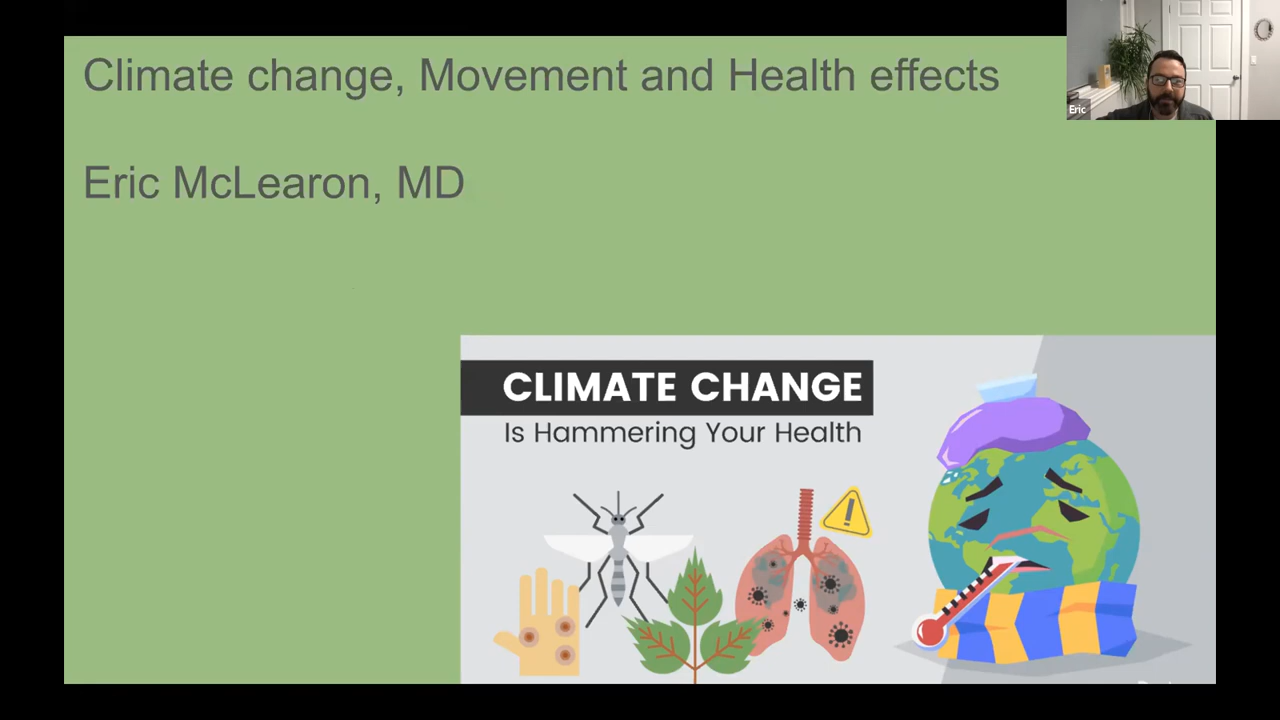 Climate change, Movement and Health effects
Eric McLearon, MD
Eric
CLIMATE CHANGE
Is Hammering Your Health